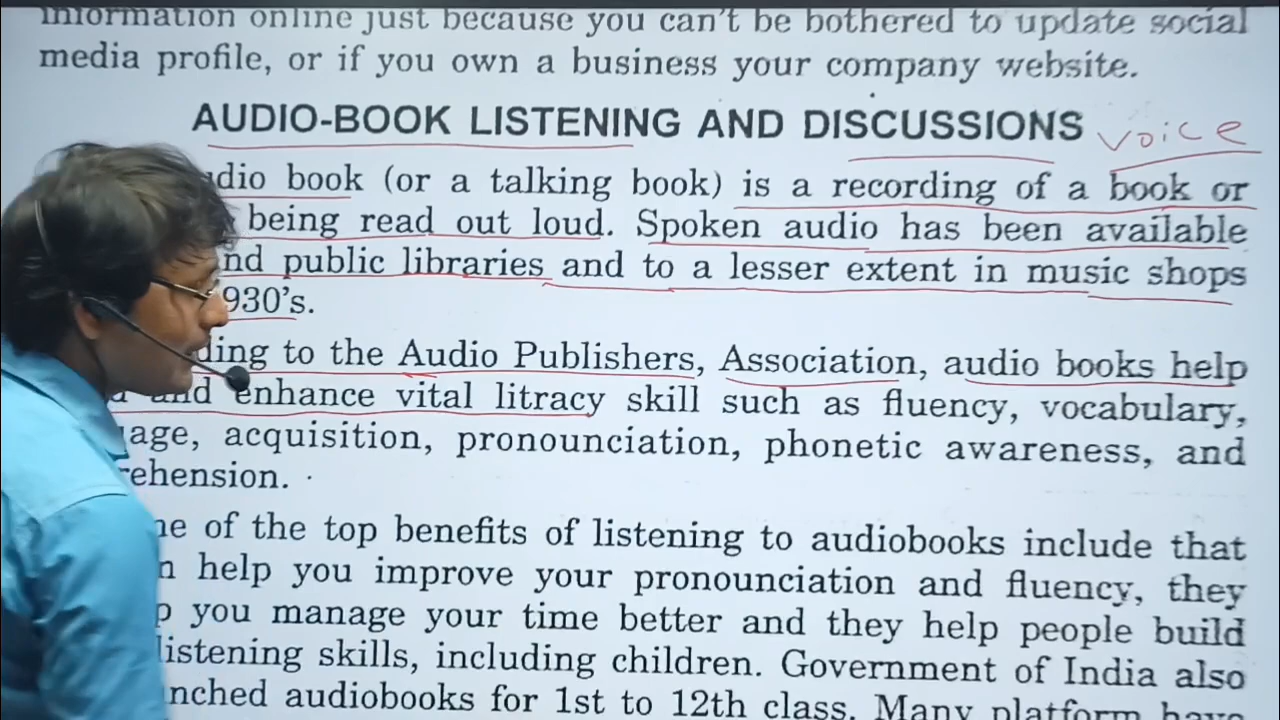 information online just because you can't be bothered to update social
media profile, or if you own a business your company website.
AUDIO-BOOK LISTENING AND DISCUSSIONS voice
dio book (or a talking book) is a recording of a book or
being read out loud. Spoken audio has been available
nd public libraries and to a lesser extent in music shops
930's.
ding to the Audio Publishers, Association, audio books help
and enhance vital litracy skill such as fluency, vocabulary,
age, acquisition, pronounciation, phonetic awareness, and
ehension.
ne of the top benefits of listening to audiobooks include that
n help you improve your pronounciation and fluency, they
p you manage your time better and they help people build
listening skills, including children. Government of India also
nched audiobooks for 1st to 12th class. Many platform have